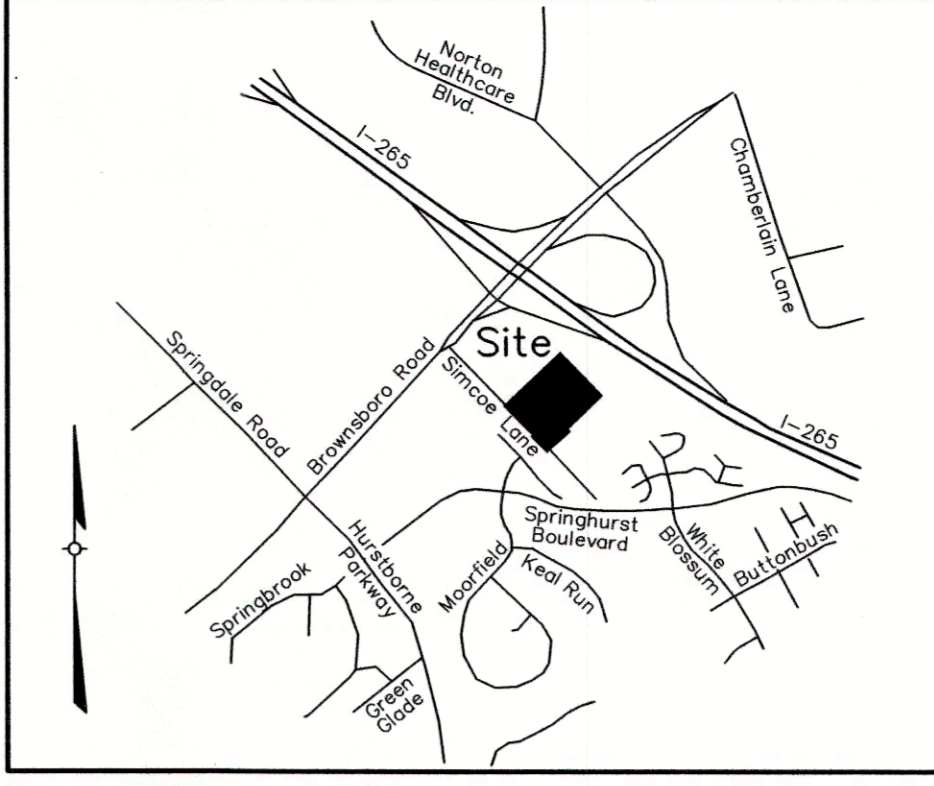 Norton
Healthcare
Blvd.
I-265
Chamberlain Lane
Site
Springdale Road
Brownsboro Road
Simcoe Lane
I-265
Springhurst
Boulevard
White
Blossum
Buttonbush
Hurstborne
Parkway
Moorfield
Keal Run
Springbrook
Green
Glade